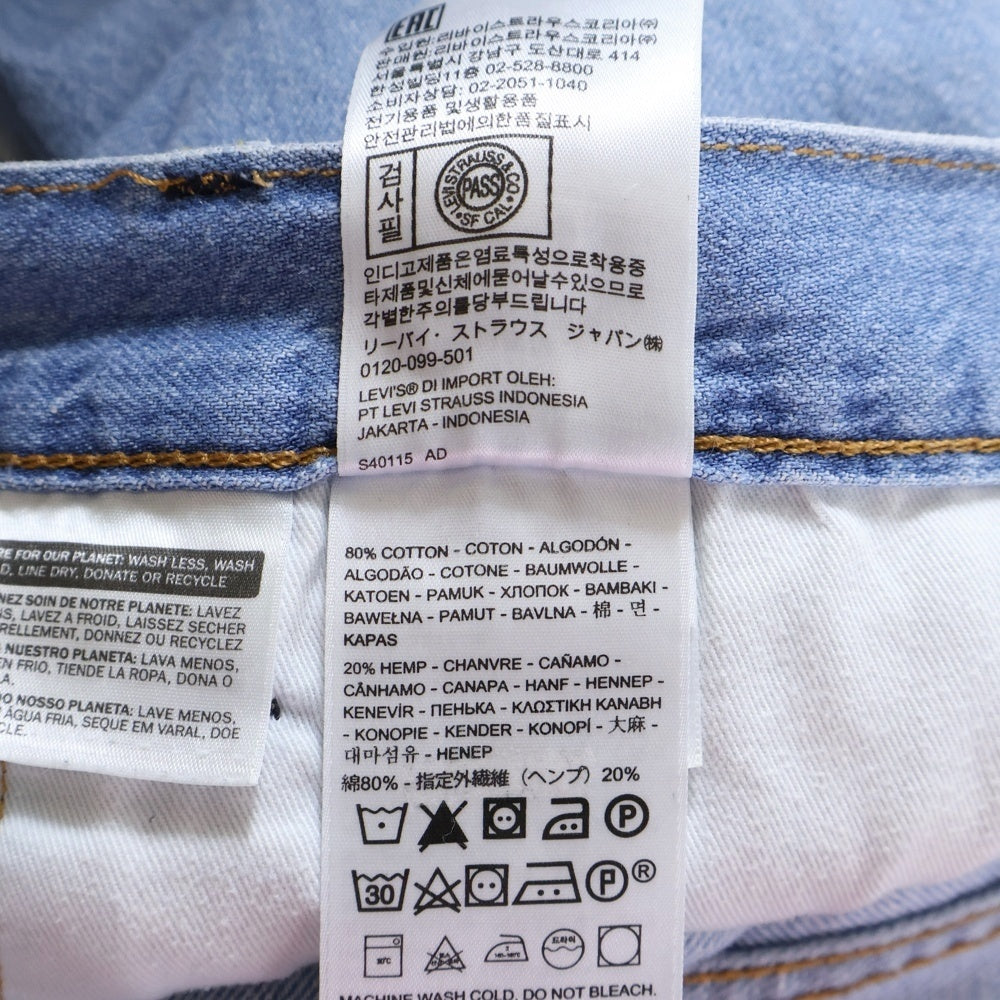 EAC
수입원:리바이스트라우스코리아㈜
판매원:리바이스트라우스코리아㈜
서울특별시 강남구 도산대로 414
한성빌딩11층 02-528-8800
소비자상담: 02-2051-1040
전기용품 및생활용품
안전관리법에의한품질표시
검사필
LEVI STRAUSS & CO
PASS
SF CAL
인디고제품은염료특성으로착용중
타제품및신체에묻어날수있으므로
각별한주의를당부드립니다
リーバイ・ストラウス ジャパン㈱
0120-099-501
LEVI'S® DI IMPORT OLEH:
PT LEVI STRAUSS INDONESIA
JAKARTA - INDONESIA
S40115 AD
FOR OUR PLANET: WASH LESS, WASH
LINE DRY, DONATE OR RECYCLE
SOIN DE NOTRE PLANETE: LAVEZ
LAVEZ A FROID, LAISSEZ SECHER
DONNEZ OU RECYCLEZ
NUESTRO PLANETA: LAVA MENOS,
EN FRIO, TIENDE LA ROPA, DONA O
NOSSO PLANETA: LAVE MENOS,
ÁGUA FRIA, SEQUE EM VARAL, DOE
80% COTTON - COTON - ALGODÓN -
ALGODÃO - COTONE - BAUMWOLLE -
KATOEN - PAMUK - ХЛОПОК - BAMBAKI -
BAWEŁNA - PAMUT - BAVLNA - 棉 - 면 -
KAPAS
20% HEMP - CHANVRE - CAÑAMO -
CÂNHAMO - CANAPA - HANF - HENNEP -
KENEVİR - ПЕНЬКА - ΚΛΩΣΤΙΚΗ ΚΑΝΑΒΗ
- KONOPIE - KENDER - KONOPÍ - 大麻 -
대마섬유 - HENEP
綿80% - 指定外繊維（ヘンプ）20%
P
30 P ®
30℃ 드라이
MACHINE WASH COLD. DO NOT BLEACH.